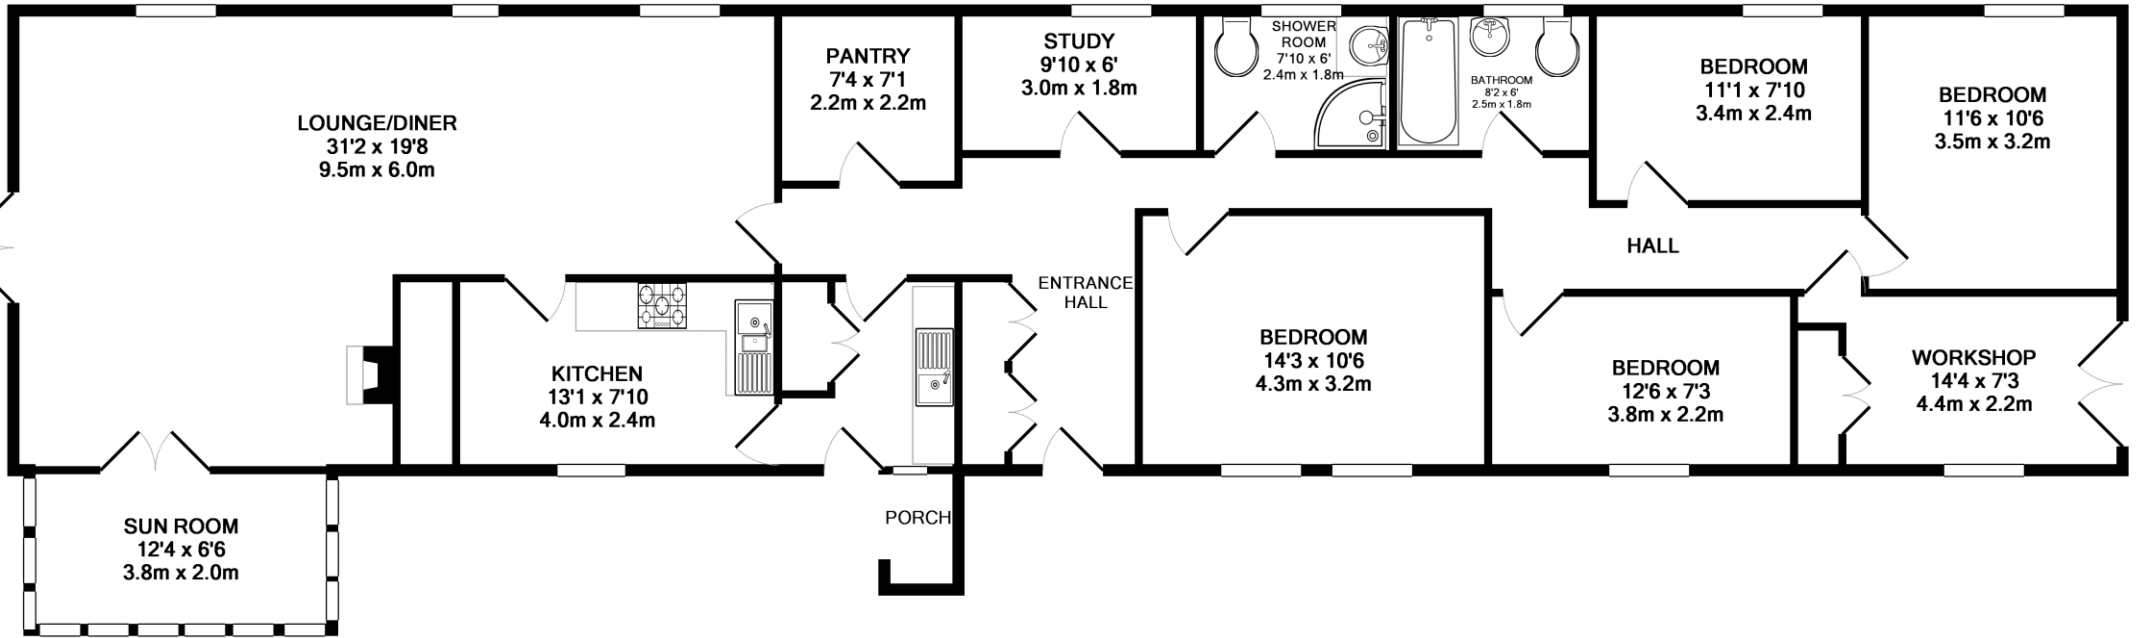 LOUNGE/DINER
31'2 x 19'8
9.5m x 6.0m
PANTRY
7'4 x 7'1
2.2m x 2.2m
STUDY
9'10 x 6'
3.0m x 1.8m
SHOWER
ROOM
7'10 x 6'
2.4m x 1.8m
BATHROOM
8'2 x 6'
2.5m x 1.8m
BEDROOM
11'1 x 7'10
3.4m x 2.4m
BEDROOM
11'6 x 10'6
3.5m x 3.2m
HALL
ENTRANCE
HALL
KITCHEN
13'1 x 7'10
4.0m x 2.4m
BEDROOM
14'3 x 10'6
4.3m x 3.2m
BEDROOM
12'6 x 7'3
3.8m x 2.2m
WORKSHOP
14'4 x 7'3
4.4m x 2.2m
SUN ROOM
12'4 x 6'6
3.8m x 2.0m
PORCH